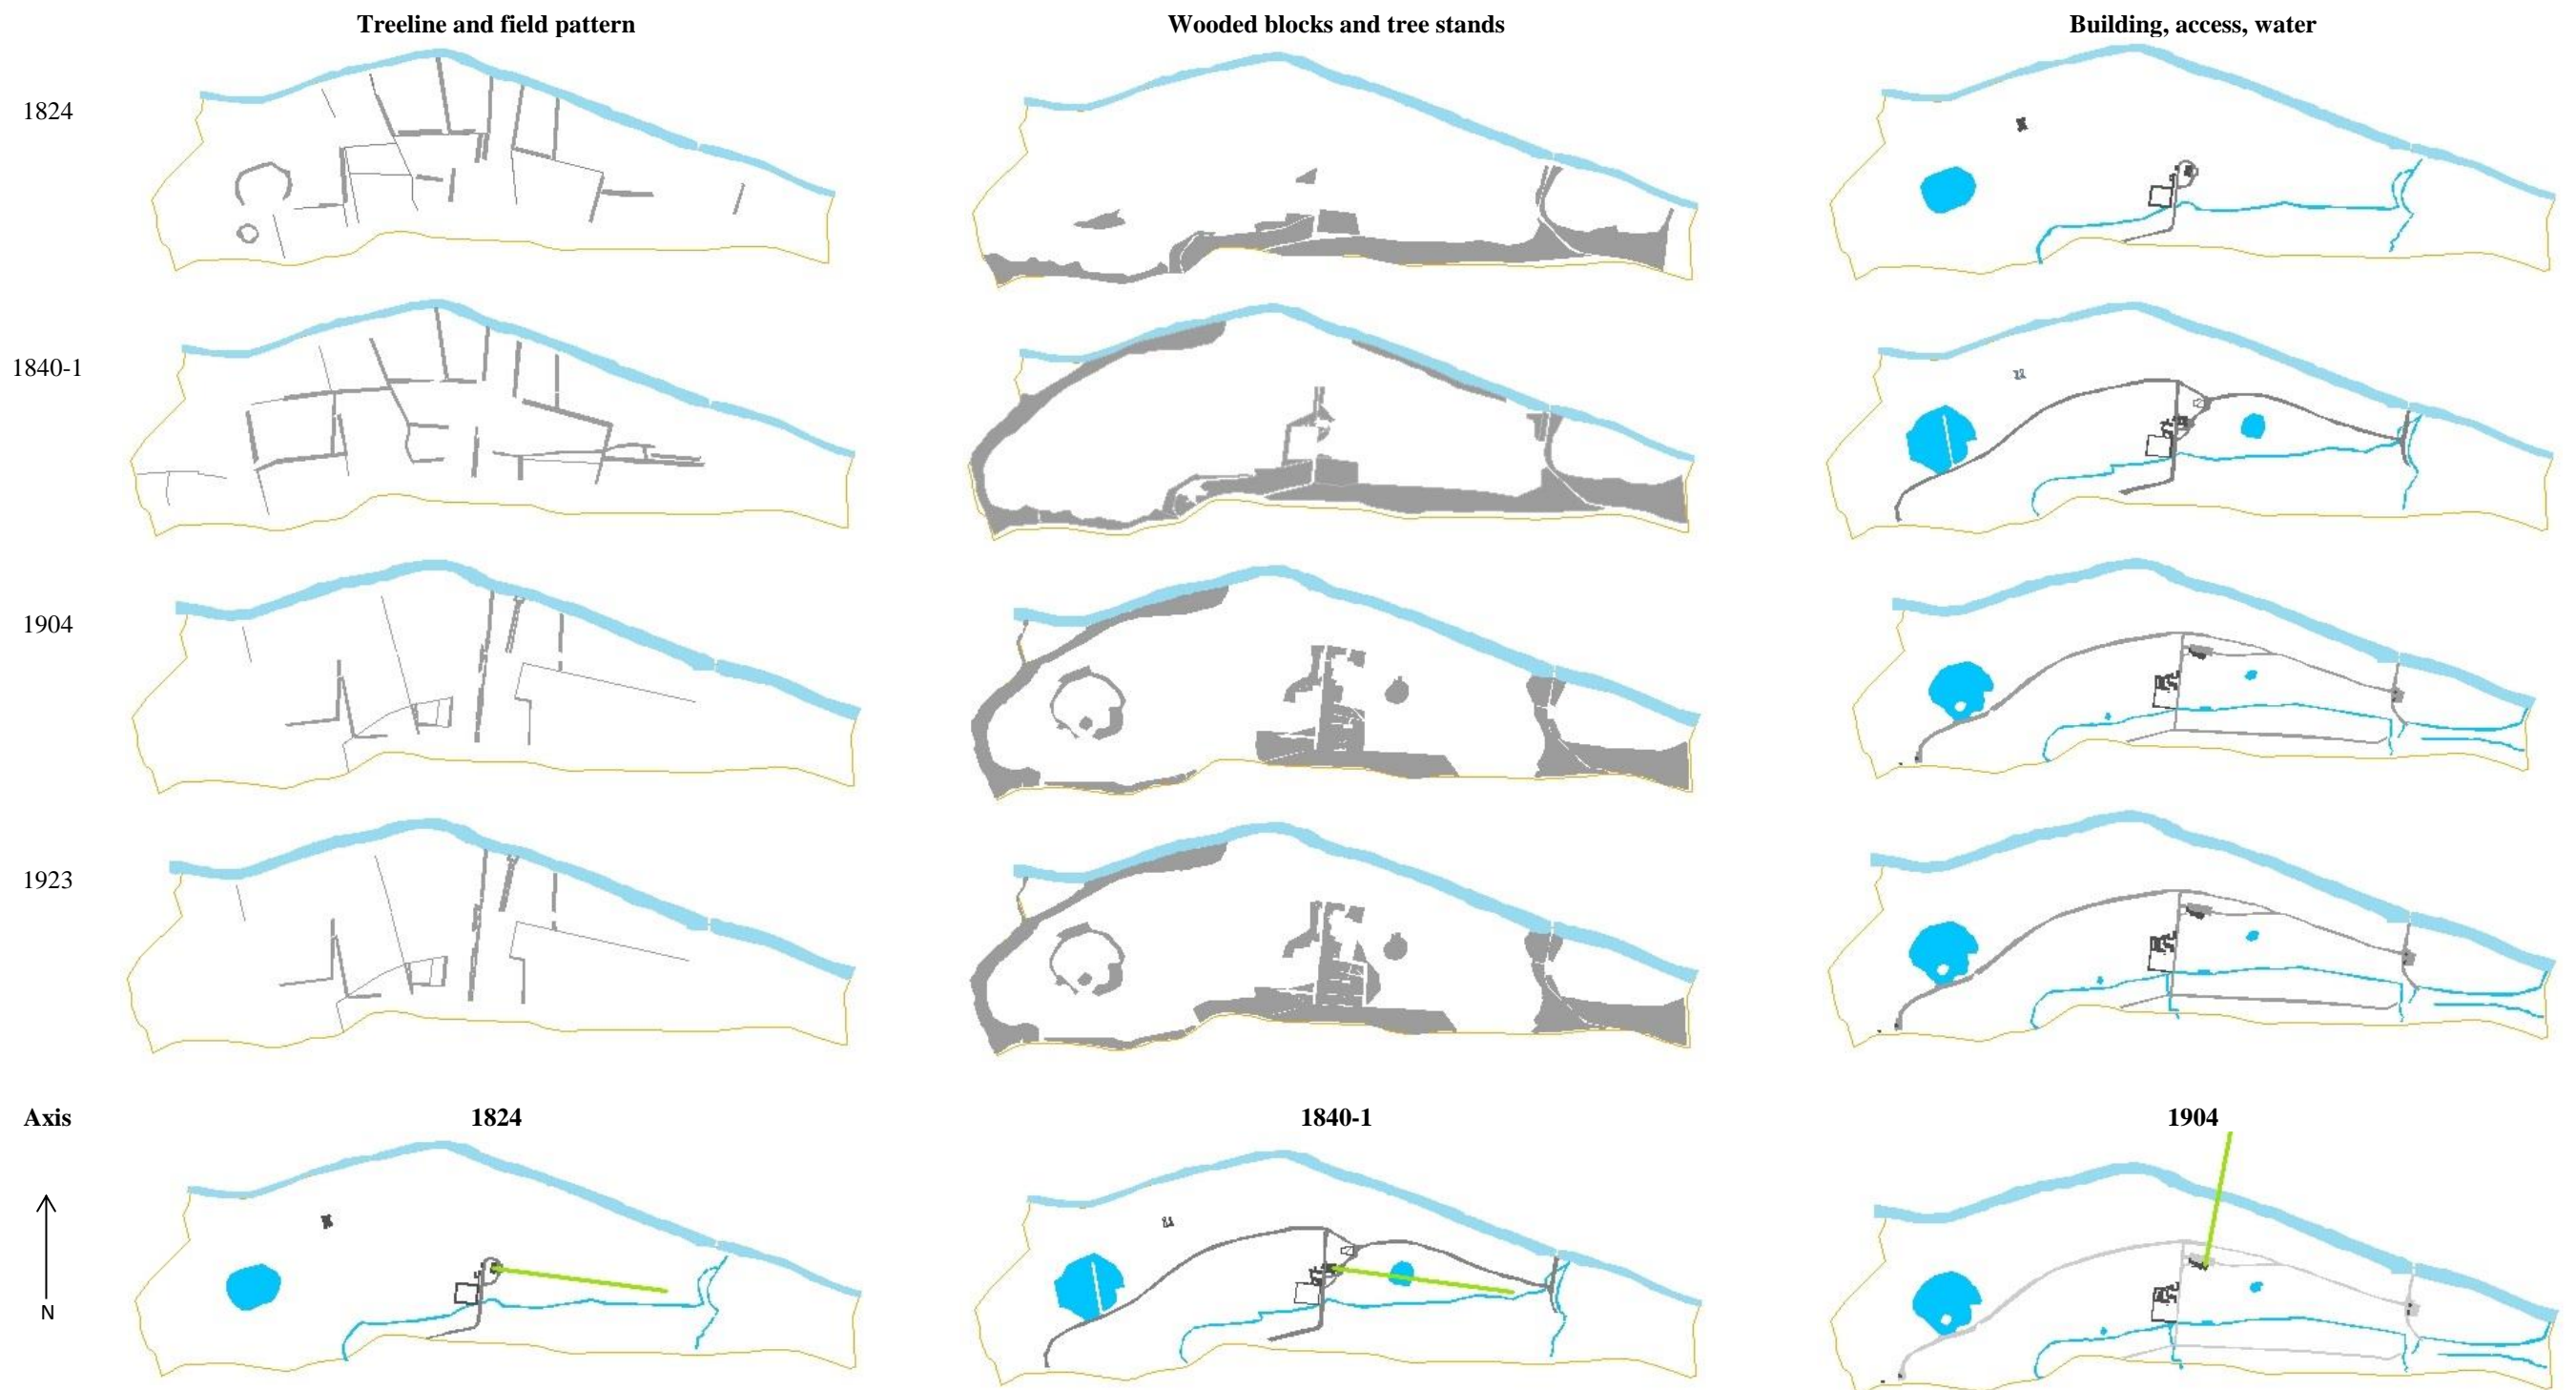 Treeline and field pattern Wooded blocks and tree stands Building, access, water
1824
1840-1
1904
1923
Axis 1824 1840-1 1904
N